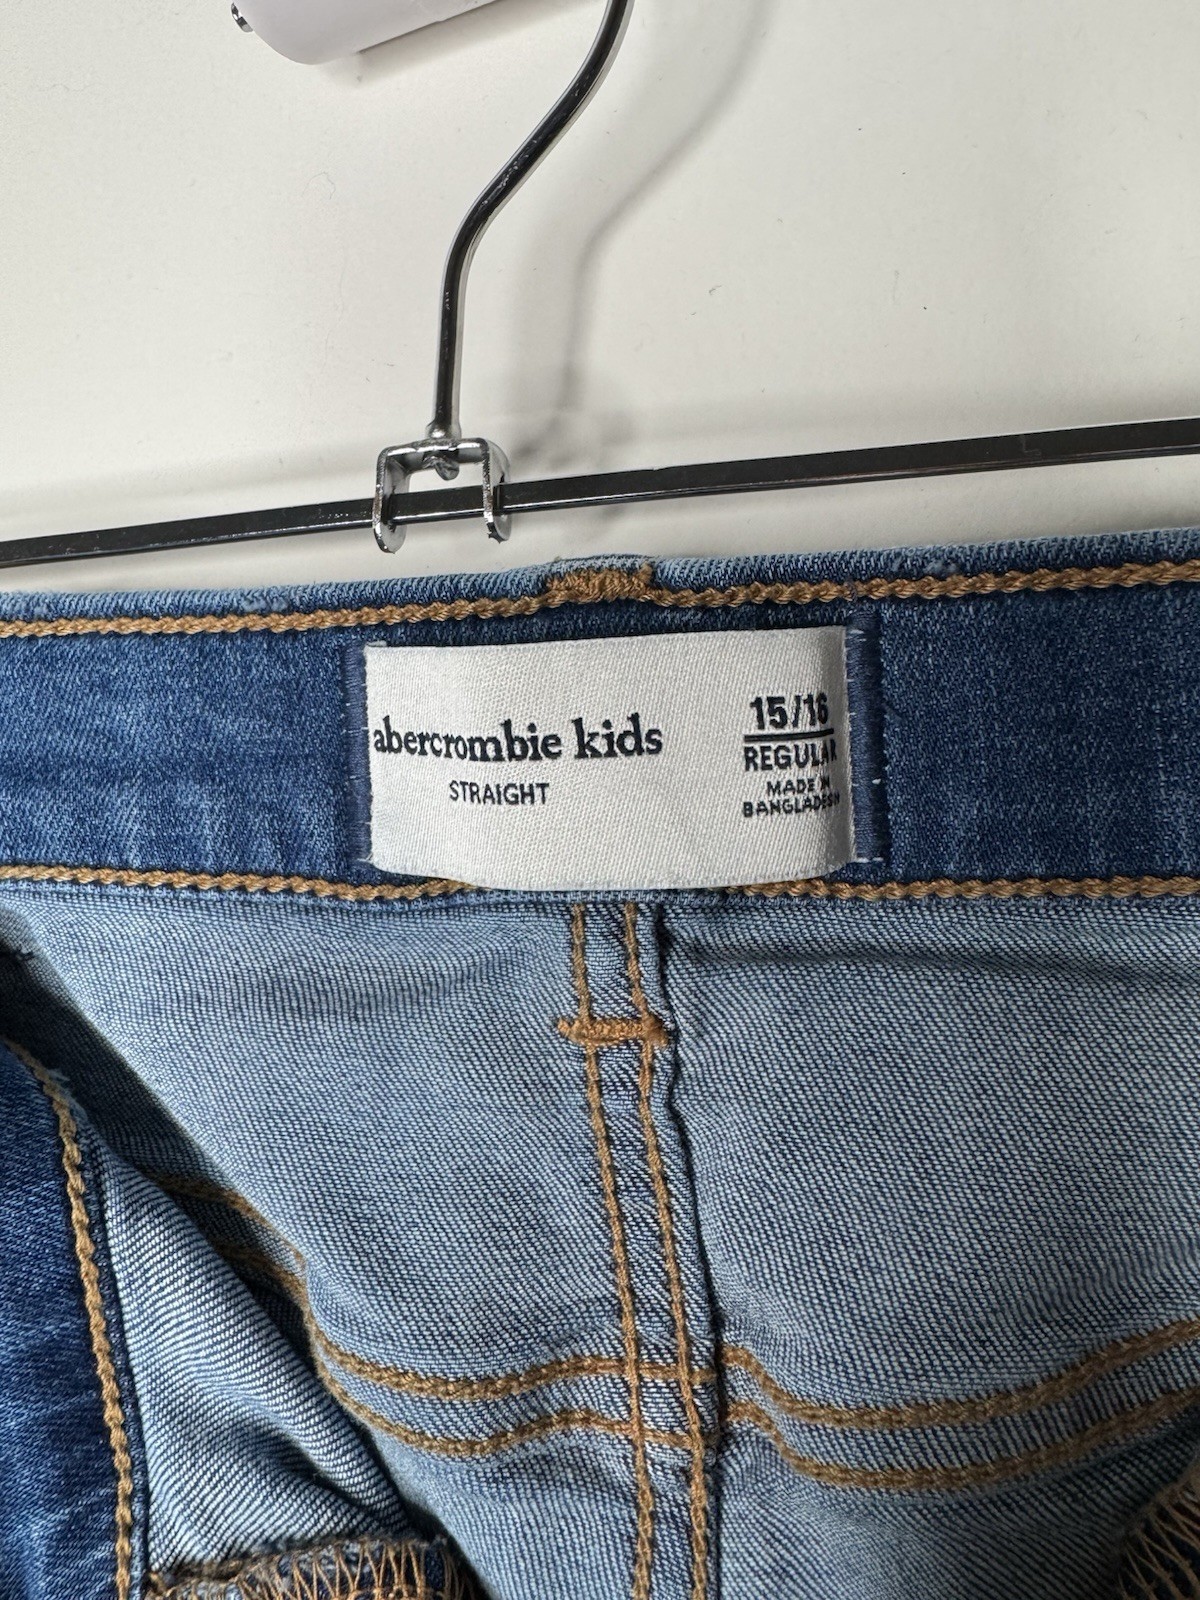 abercrombie kids
STRAIGHT
15/16
REGULAR
MADE IN
BANGLADESH